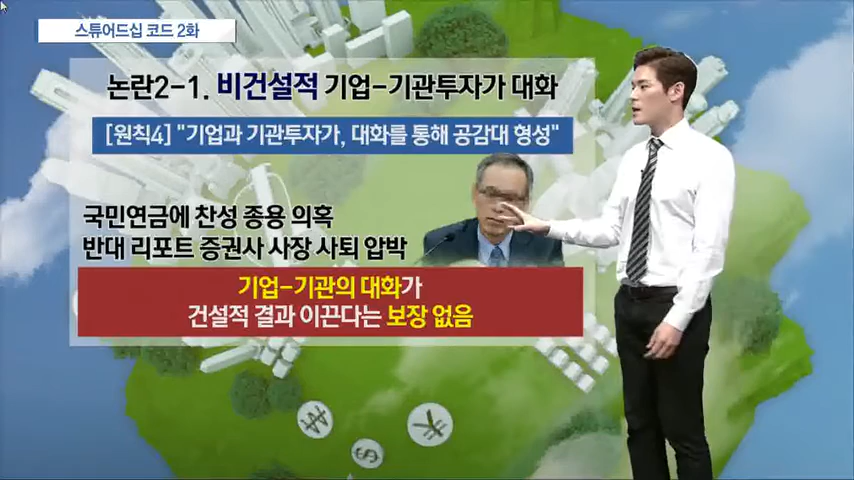 스튜어드십 코드 2화
논란2-1. 비건설적 기업-기관투자가 대화
[원칙4] "기업과 기관투자가, 대화를 통해 공감대 형성"
국민연금에 찬성 종용 의혹
반대 리포트 증권사 사장 사퇴 압박
기업-기관의 대화가
건설적 결과 이끈다는 보장 없음
₩ $ ¥